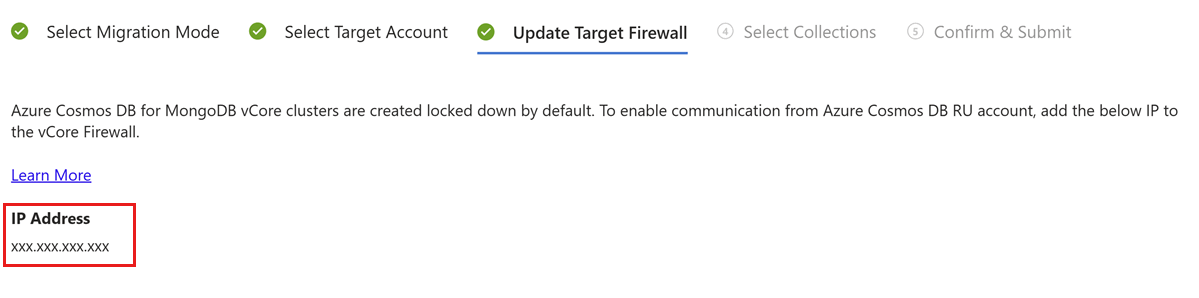 Select Migration Mode Select Target Account Update Target Firewall 4 Select Collections 5 Confirm & Submit
Azure Cosmos DB for MongoDB vCore clusters are created locked down by default. To enable communication from Azure Cosmos DB RU account, add the below IP to
the vCore Firewall.
Learn More
IP Address
xxx.xxx.xxx.xxx